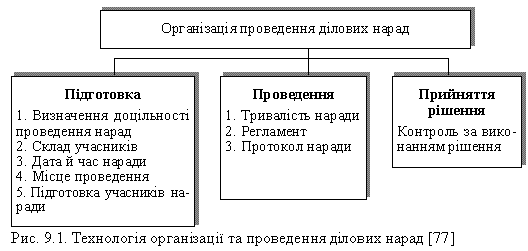 Організація проведення ділових нарад
Підготовка
1. Визначення доцільності
проведення нарад
2. Склад учасників
3. Дата й час наради
4. Місце проведення
5. Підготовка учасників на-
ради
Проведення
1. Тривалість наради
2. Регламент
3. Протокол наради
Прийняття
рішення
Контроль за вико-
нанням рішення
Рис. 9.1. Технологія організації та проведення ділових нарад [77]